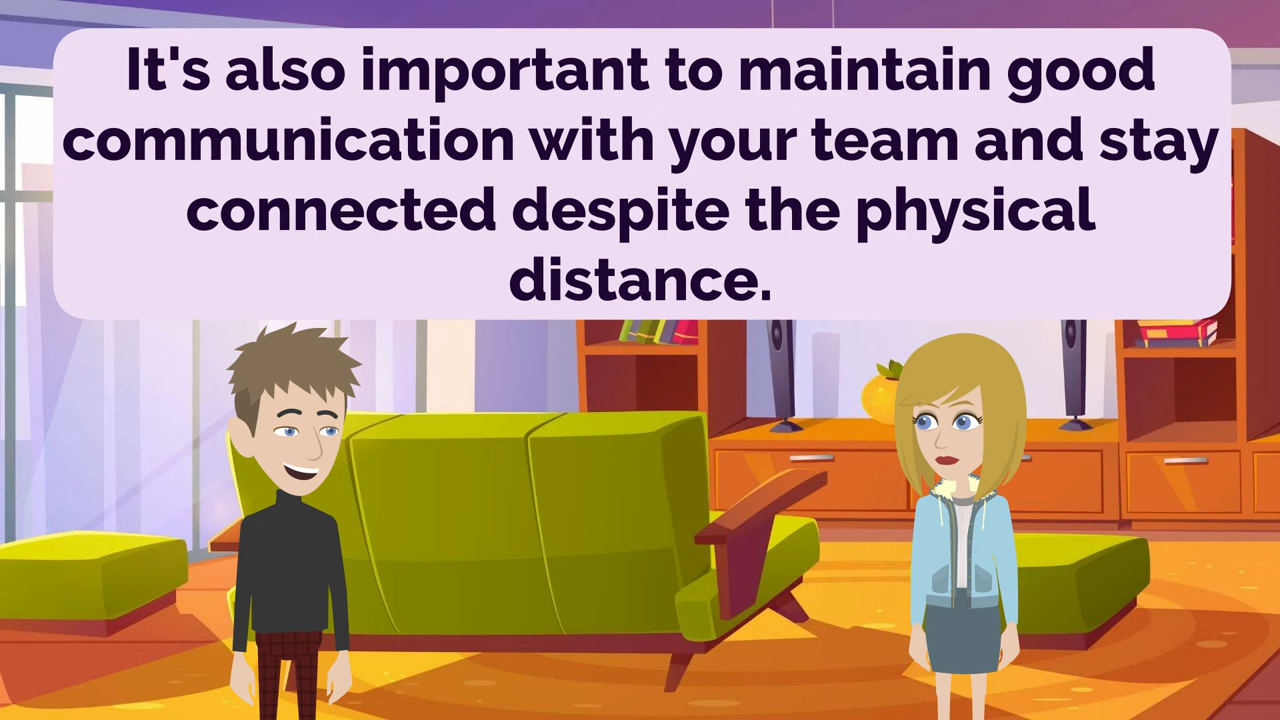 It's also important to maintain good
communication with your team and stay
connected despite the physical
distance.